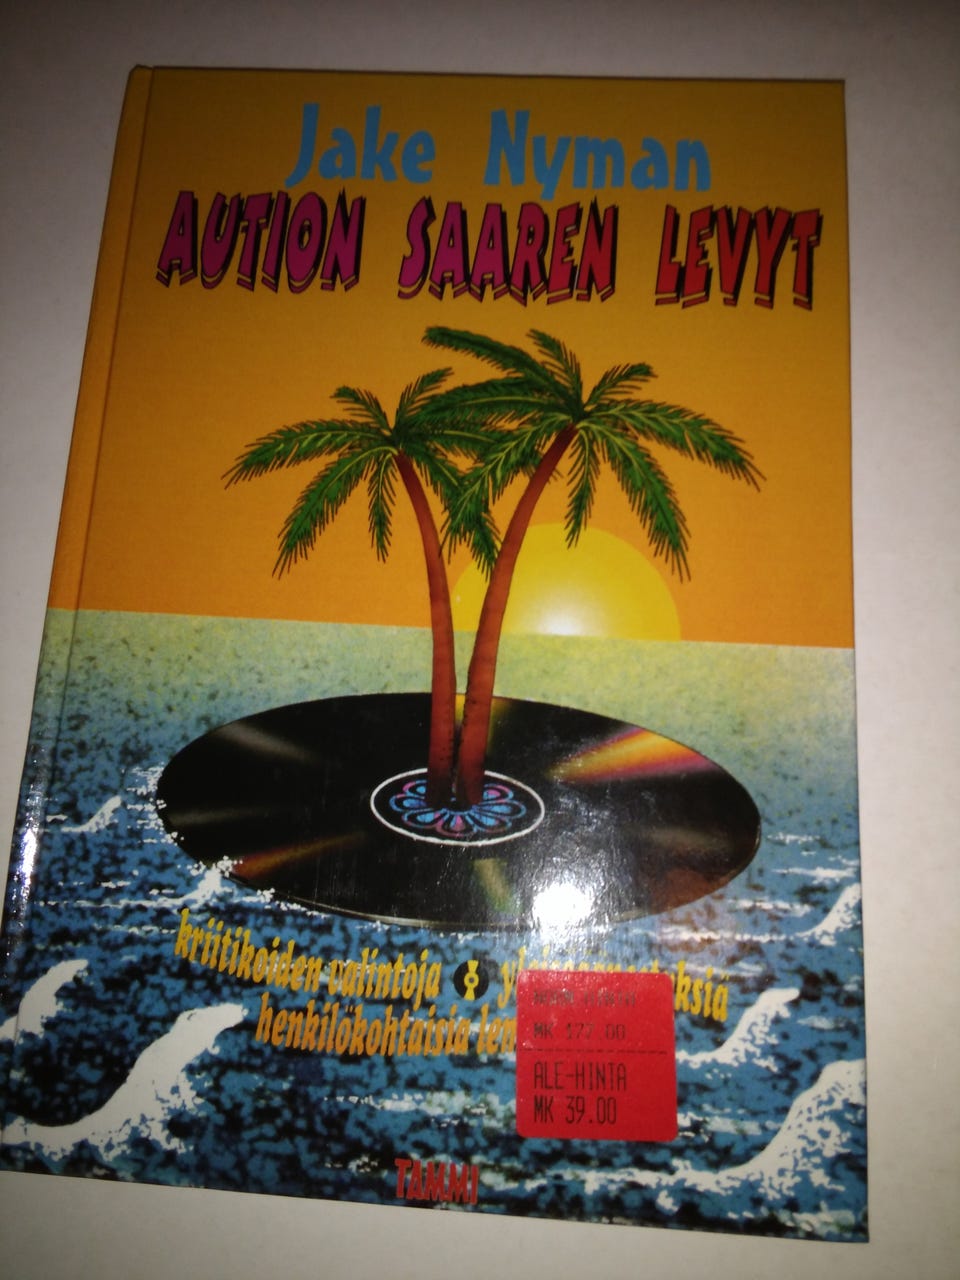 Jake Nyman
AUTION SAAREN LEVYT
kriitikoiden valintoja
henkilökohtaisia
MK 177.00
ALE-HINTA
MK 39.00
TAMMI